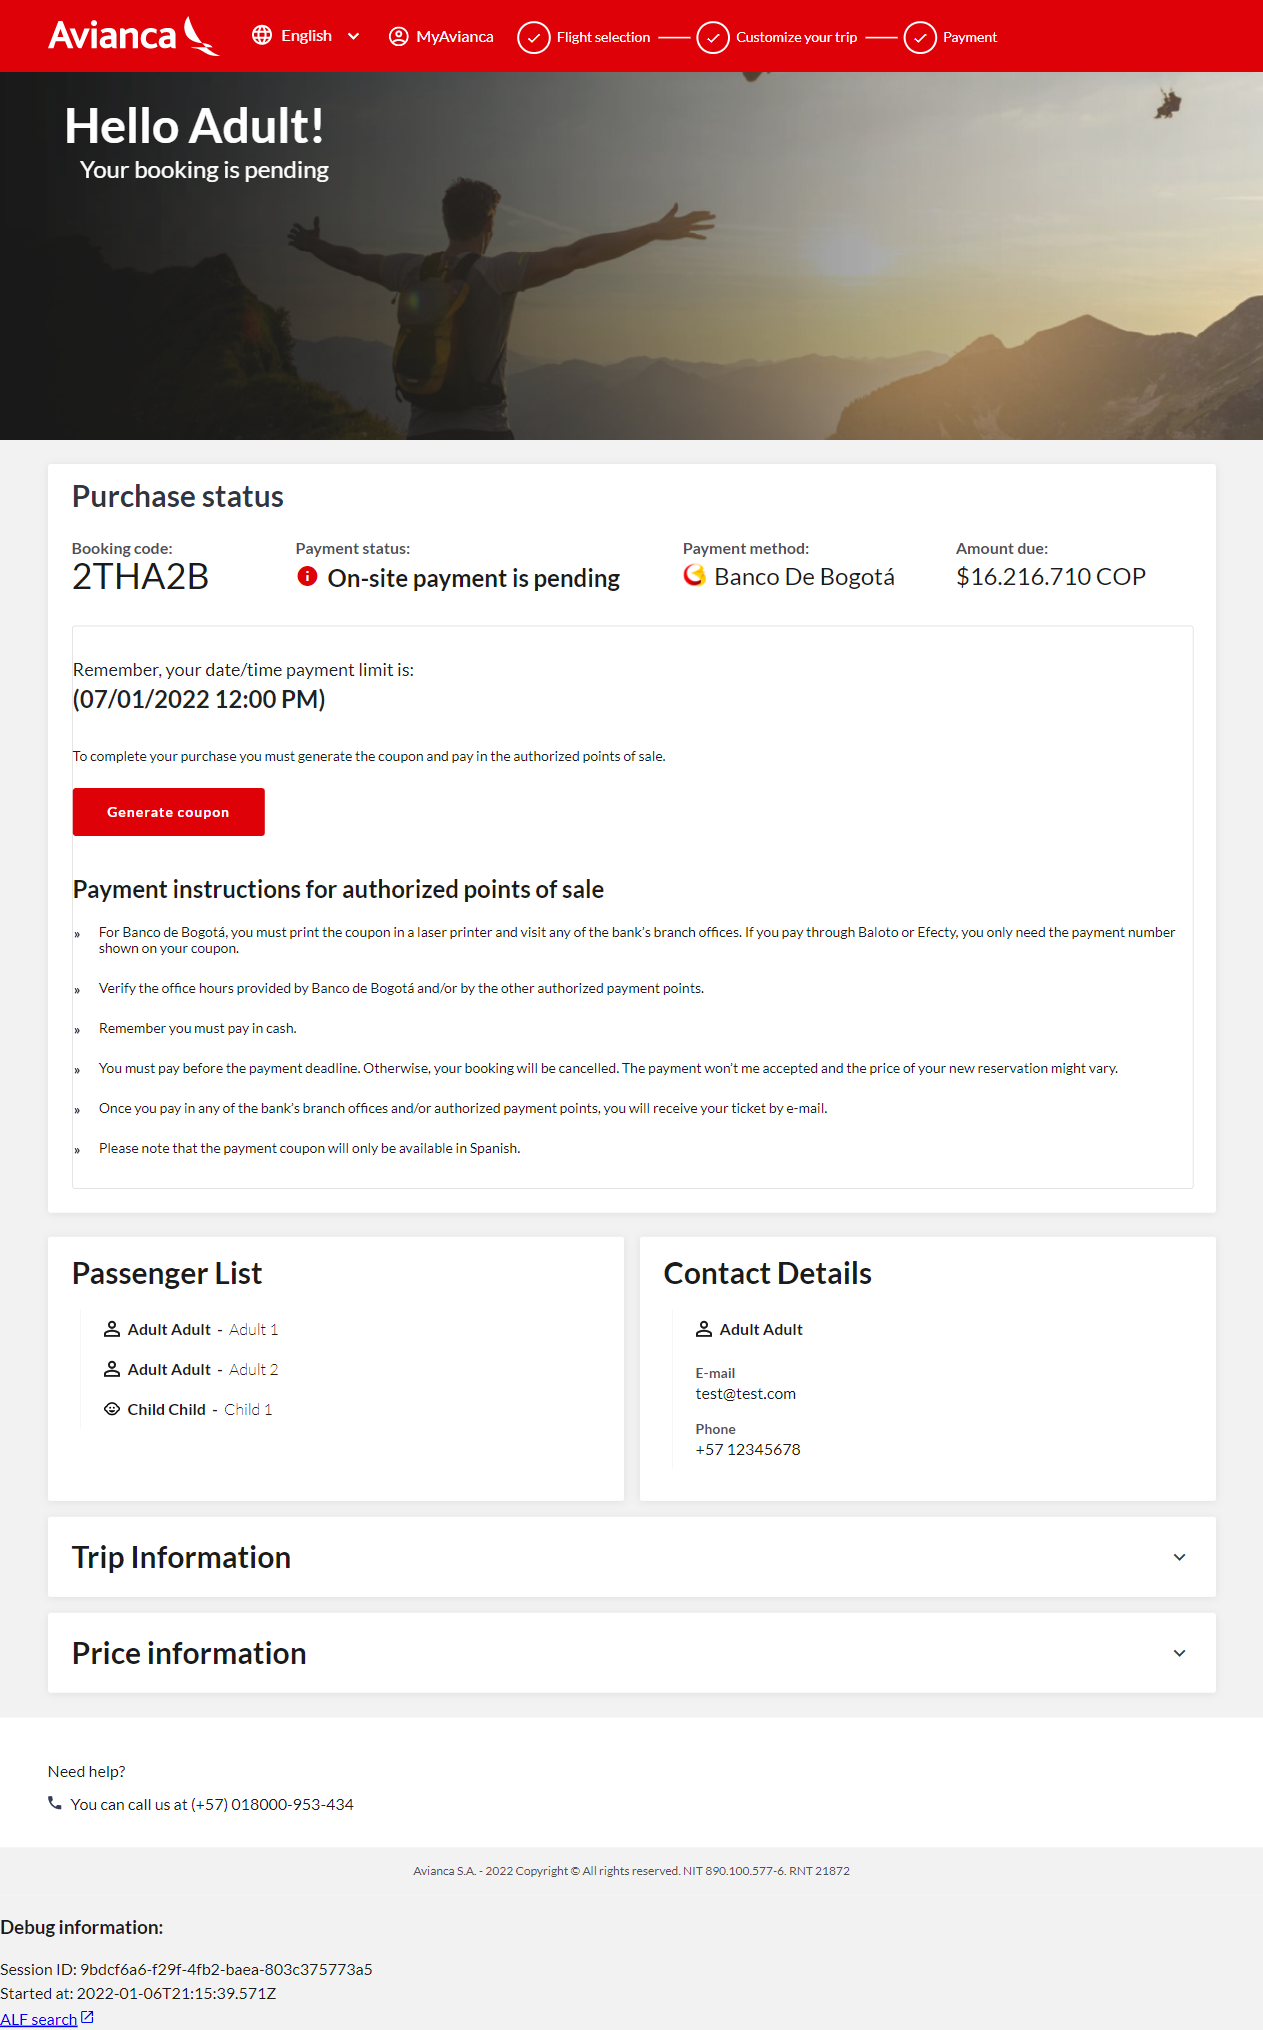 Avianca English MyAvianca Flight selection Customize your trip Payment
Hello Adult!
Your booking is pending
Purchase status
Booking code: Payment status: Payment method: Amount due:
2THA2B On-site payment is pending Banco De Bogotá $16.216.710 COP
Remember, your date/time payment limit is:
(07/01/2022 12:00 PM)
To complete your purchase you must generate the coupon and pay in the authorized points of sale.
Generate coupon
Payment instructions for authorized points of sale
» For Banco de Bogotá, you must print the coupon in a laser printer and visit any of the bank's branch offices. If you pay through Baloto or Efecty, you only need the payment number
shown on your coupon.
» Verify the office hours provided by Banco de Bogotá and/or by the other authorized payment points.
» Remember you must pay in cash.
» You must pay before the payment deadline. Otherwise, your booking will be cancelled. The payment won't me accepted and the price of your new reservation might vary.
» Once you pay in any of the bank's branch offices and/or authorized payment points, you will receive your ticket by e-mail.
» Please note that the payment coupon will only be available in Spanish.
Passenger List
Adult Adult - Adult 1
Adult Adult - Adult 2
Child Child - Child 1
Contact Details
Adult Adult
E-mail
test@test.com
Phone
+57 12345678
Trip Information
Price information
Need help?
You can call us at (+57) 018000-953-434
Avianca S.A. - 2022 Copyright © All rights reserved. NIT 890.100.577-6. RNT 21872
Debug information:
Session ID: 9bdcf6a6-f29f-4fb2-baea-803c375773a5
Started at: 2022-01-06T21:15:39.571Z
ALF search